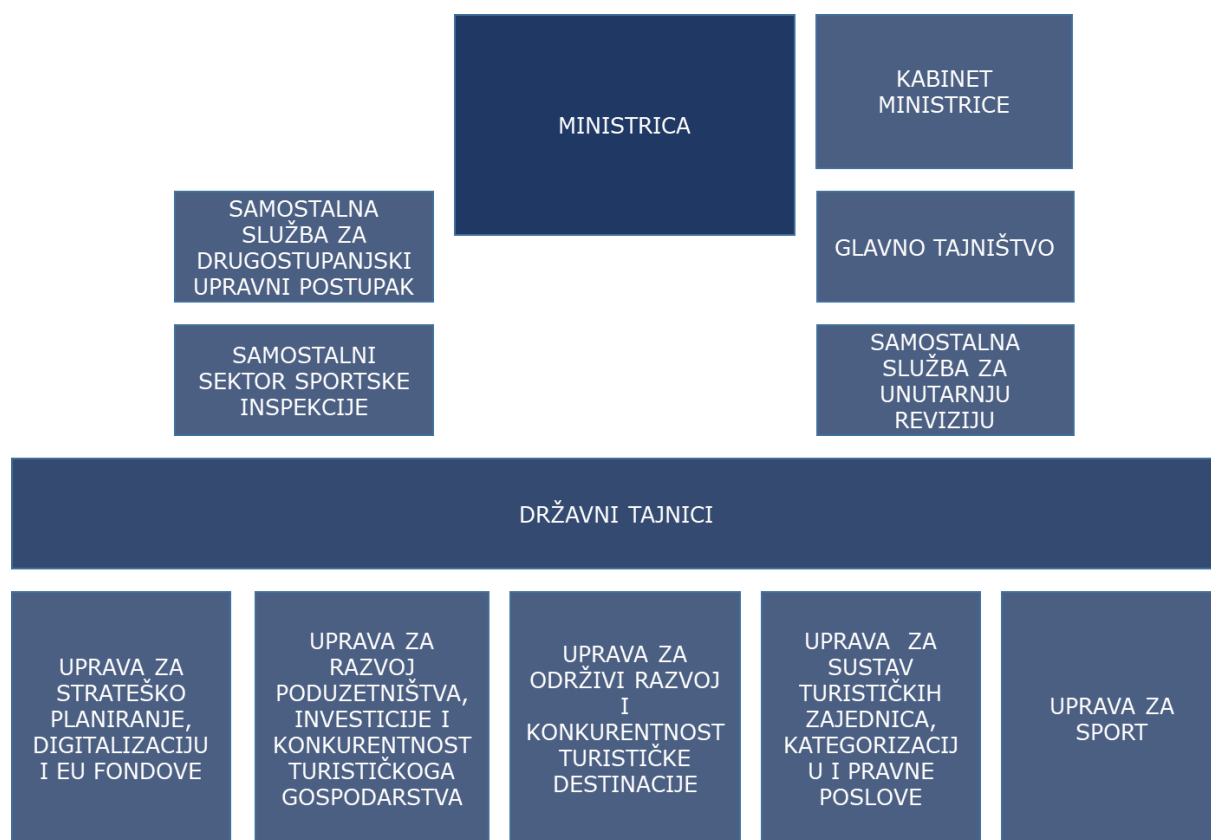 MINISTRICA
KABINET
MINISTRICE
SAMOSTALNA
SLUŽBA ZA
DRUGOSTUPANJSKI
UPRAVNI POSTUPAK
GLAVNO TAJNIŠTVO
SAMOSTALNI
SEKTOR SPORTSKE
INSPEKCIJE
SAMOSTALNA
SLUŽBA ZA
UNUTARNJU
REVIZIJU
DRŽAVNI TAJNICI
UPRAVA ZA
STRATEŠKO
PLANIRANJE,
DIGITALIZACIJU
I EU FONDOVE
UPRAVA ZA
RAZVOJ
PODUZETNIŠTVA,
INVESTICIJE I
KONKURENTNOST
TURISTIČKOGA
GOSPODARSTVA
UPRAVA ZA
ODRŽIVI RAZVOJ
I
KONKURENTNOST
TURISTIČKE
DESTINACIJE
UPRAVA ZA
SUSTAV
TURISTIČKIH
ZAJEDNICA,
KATEGORIZACIJ
U I PRAVNE
POSLOVE
UPRAVA ZA
SPORT